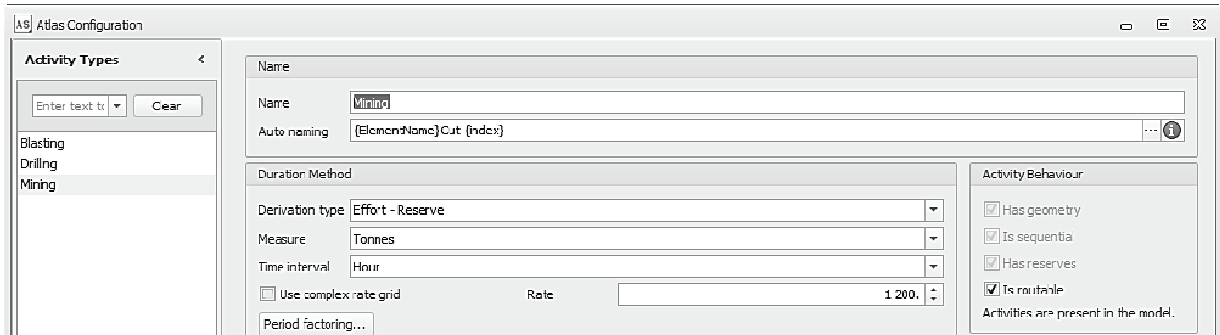 AS Atlas Configuration
Activity Types
Enter text to
Clear
Blasting
Drilling
Mining
Name
Name
Mining
Auto naming
{ElementName}Cut {index}
Duration Method
Derivation type
Effort - Reserve
Measure
Tonnes
Time interval
Hour
Use complex rate grid
Rate
1 200.
Period factoring...
Activity Behaviour
Has geometry
Is sequential
Has reserves
Is routable
Activities are present in the model.